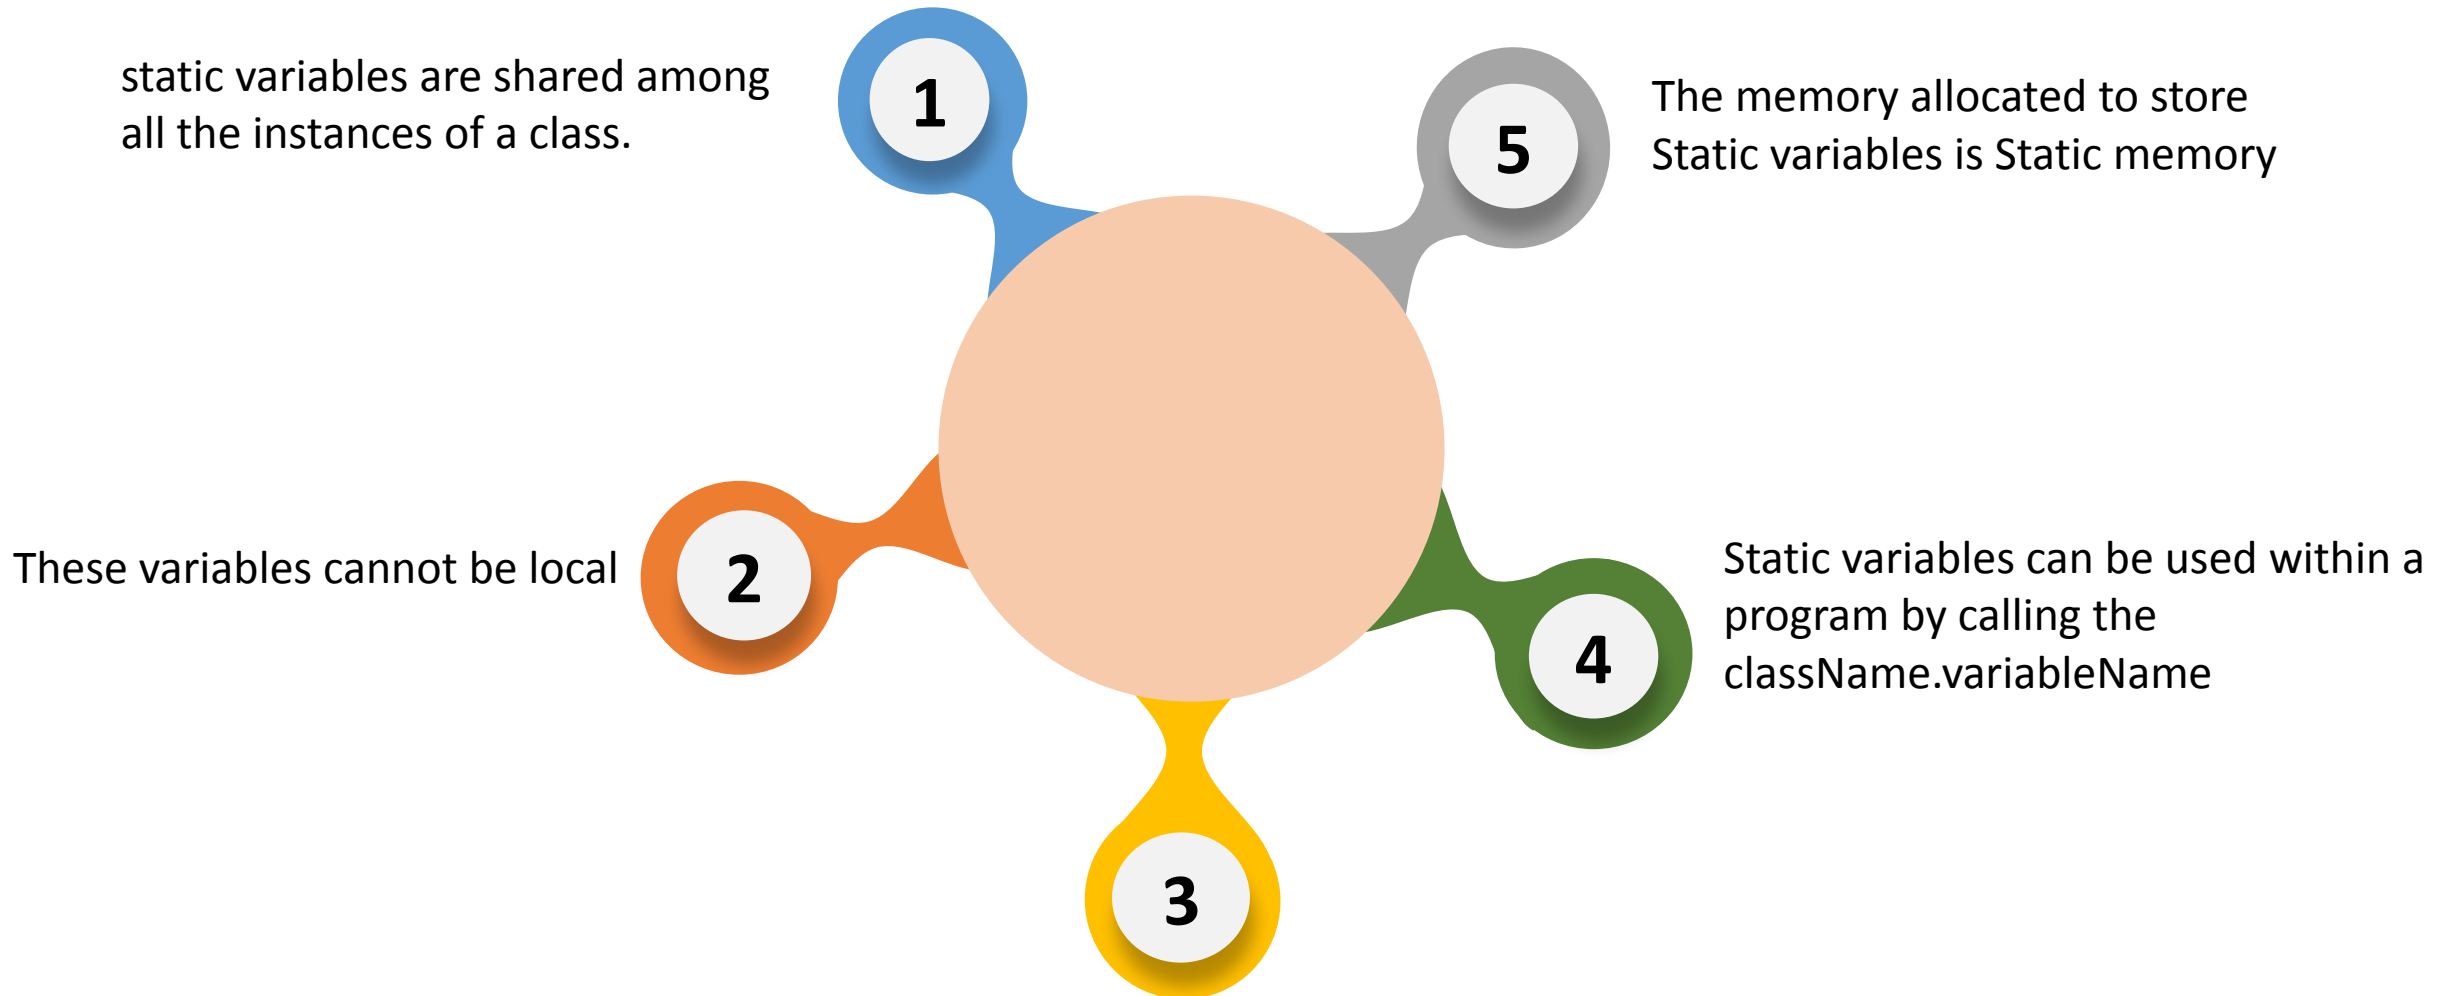 static variables are shared among
all the instances of a class.
1
5
The memory allocated to store
Static variables is Static memory
These variables cannot be local
2
Static variables can be used within a
program by calling the
className.variableName
4
3